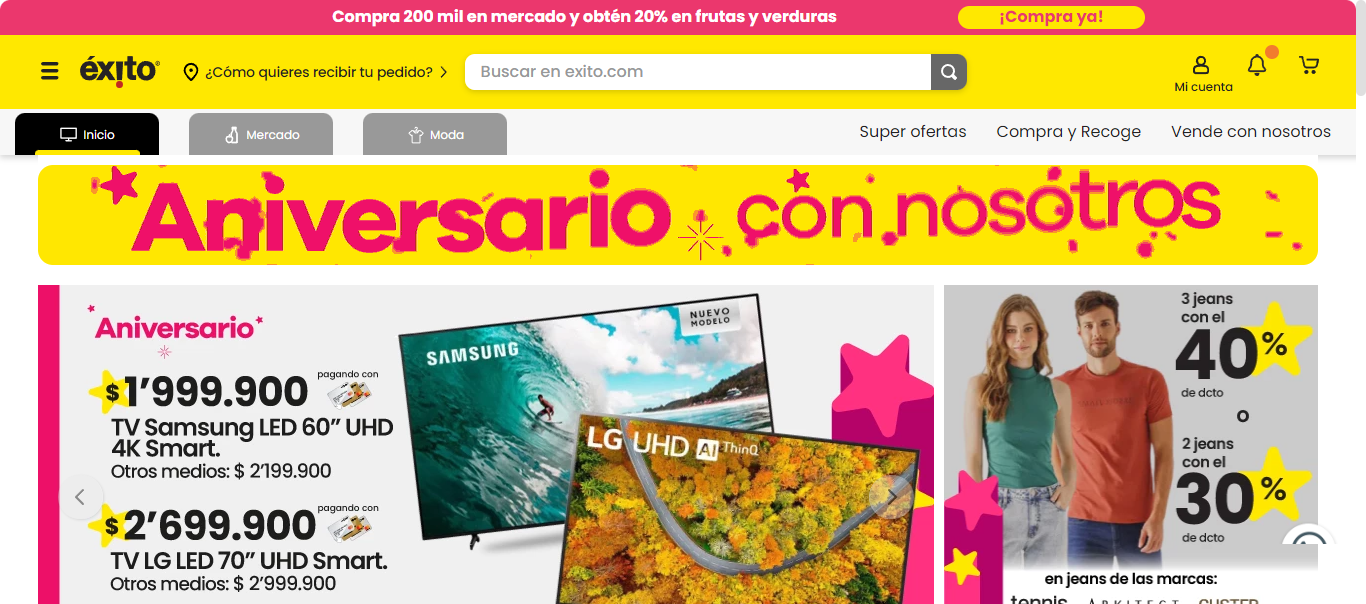 Compra 200 mil en mercado y obtén 20% en frutas y verduras
¡Compra ya!
éxito
¿Cómo quieres recibir tu pedido?
Buscar en exito.com
Mi cuenta
Inicio
Mercado
Moda
Super ofertas
Compra y Recoge
Vende con nosotros
Aniversario con nosotros
Aniversario
$1’999.900
pagando con
TV Samsung LED 60” UHD
4K Smart.
Otros medios: $ 2’199.900
$2’699.900
pagando con
TV LG LED 70” UHD Smart.
Otros medios: $ 2’999.900
SAMSUNG
NUEVO
MODELO
LG UHD AI ThinQ
3 jeans
con el
40%
de dcto
o
2 jeans
con el
30%
de dcto
en jeans de las marcas:
tennis ARKITECT CUSTER